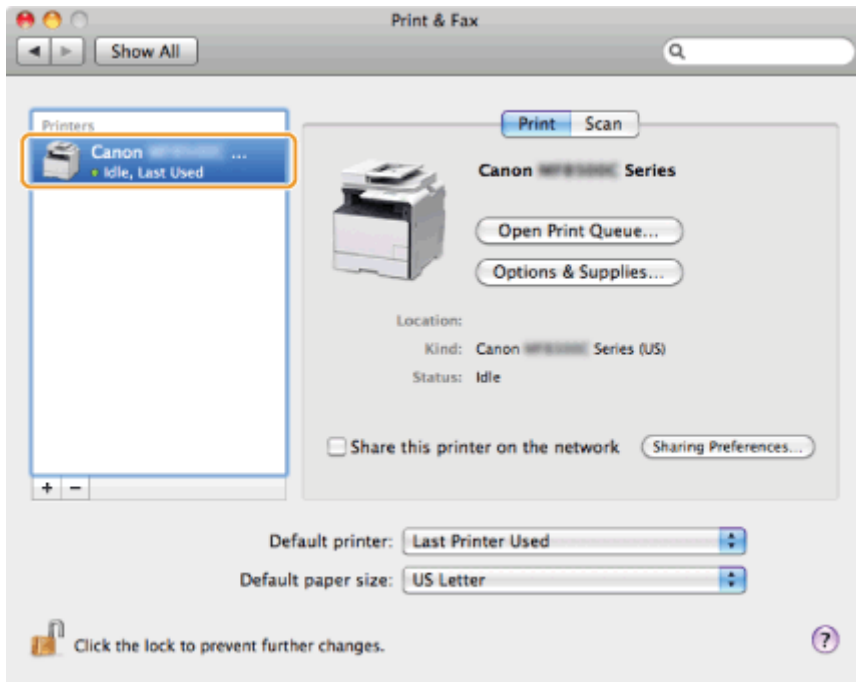 Print & Fax
Show All
Printers
Canon ...
Idle, Last Used
Print Scan
Canon Series
Open Print Queue...
Options & Supplies...
Location:
Kind: Canon Series (US)
Status: Idle
Share this printer on the network Sharing Preferences...
+ −
Default printer: Last Printer Used
Default paper size: US Letter
Click the lock to prevent further changes. ?